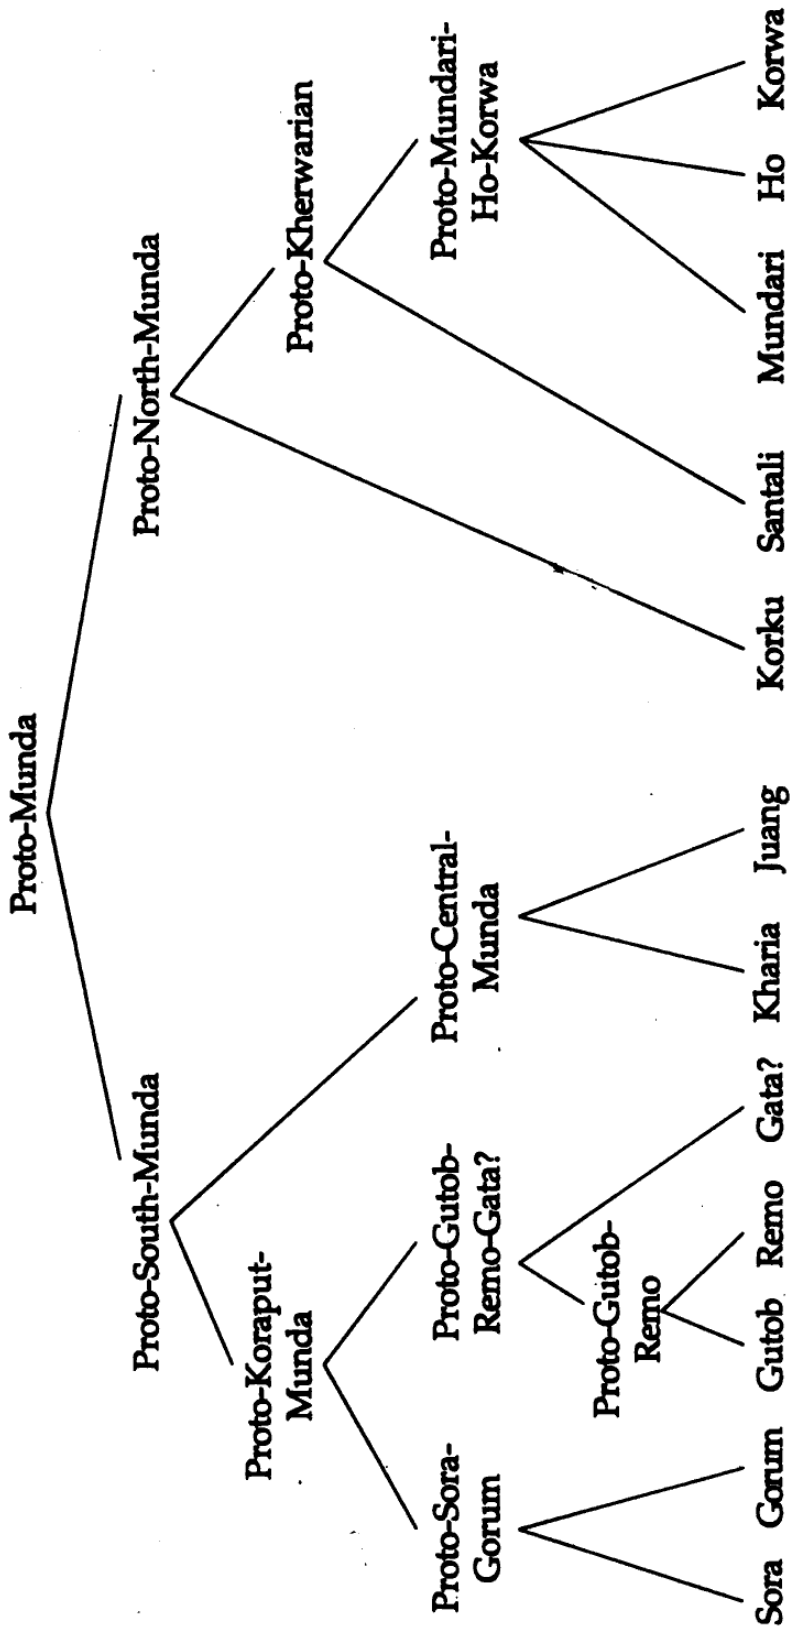 Proto-Munda
Proto-South-Munda
Proto-North-Munda
Proto-Koraput-
Munda
Proto-Kherwarian
Proto-Sora-
Gorum
Proto-Gutob-
Remo-Gata?
Proto-Central-
Munda
Proto-Mundari-
Ho-Korwa
Proto-Gutob-
Remo
Sora Gorum Gutob Remo Gata? Kharia Juang Korku Santali Mundari Ho Korwa